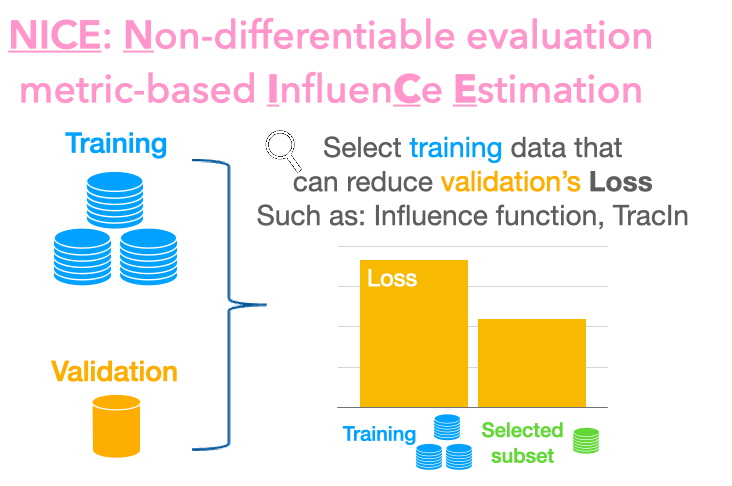 NICE: Non-differentiable evaluation
metric-based InfluenCe Estimation
Training
Select training data that
can reduce validation's Loss
Such as: Influence function, TracIn
Loss
Validation
Training
Selected
subset